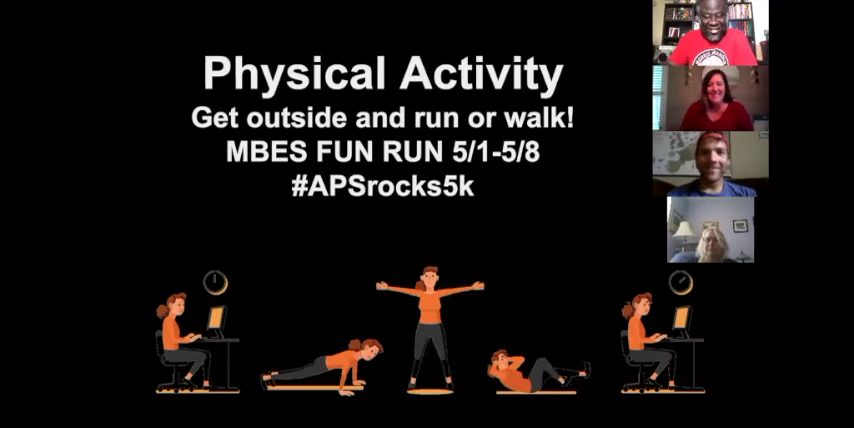 Physical Activity
Get outside and run or walk!
MBES FUN RUN 5/1-5/8
#APSrocks5k